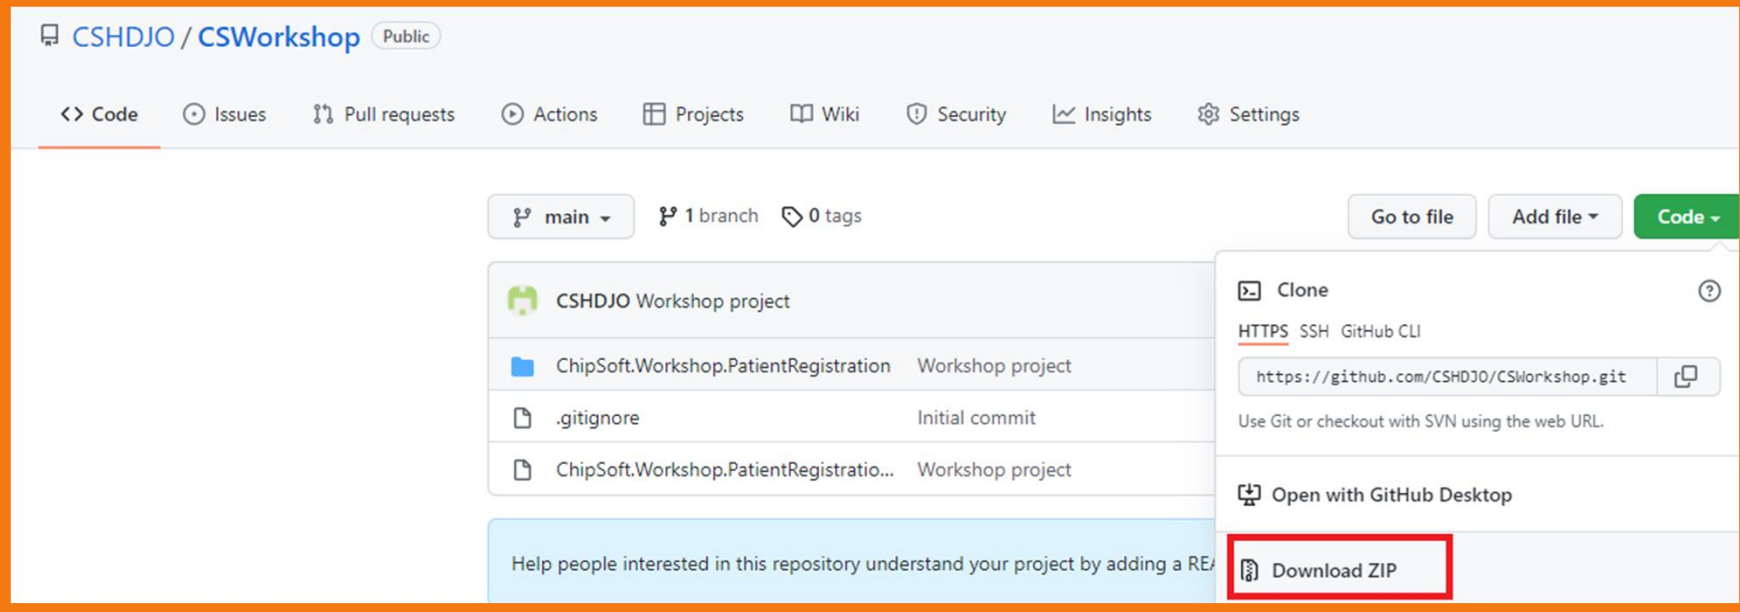 CSHDJO / CSWorkshop Public
Code Issues Pull requests Actions Projects Wiki Security Insights Settings
main 1 branch 0 tags Go to file Add file Code
CSHDJO Workshop project
ChipSoft.Workshop.PatientRegistration Workshop project
.gitignore Initial commit
ChipSoft.Workshop.PatientRegistratio... Workshop project
Help people interested in this repository understand your project by adding a
Clone
HTTPS SSH GitHub CLI
https://github.com/CSHDJO/CSWorkshop.git
Use Git or checkout with SVN using the web URL.
Open with GitHub Desktop
Download ZIP